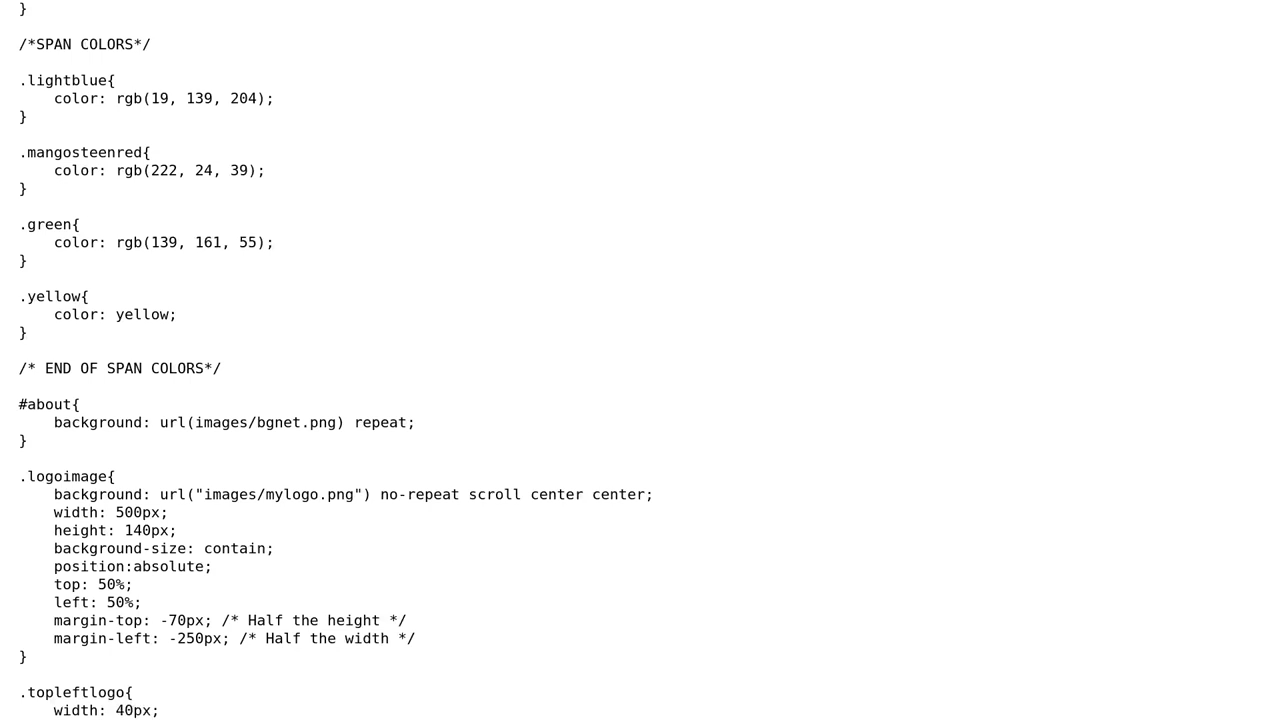 }
/*SPAN COLORS*/
.lightblue{
    color: rgb(19, 139, 204);
}
.mangosteenred{
    color: rgb(222, 24, 39);
}
.green{
    color: rgb(139, 161, 55);
}
.yellow{
    color: yellow;
}
/* END OF SPAN COLORS*/
#about{
    background: url(images/bgnet.png) repeat;
}
.logoimage{
    background: url("images/mylogo.png") no-repeat scroll center center;
    width: 500px;
    height: 140px;
    background-size: contain;
    position:absolute;
    top: 50%;
    left: 50%;
    margin-top: -70px; /* Half the height */
    margin-left: -250px; /* Half the width */
}
.topleftlogo{
    width: 40px;